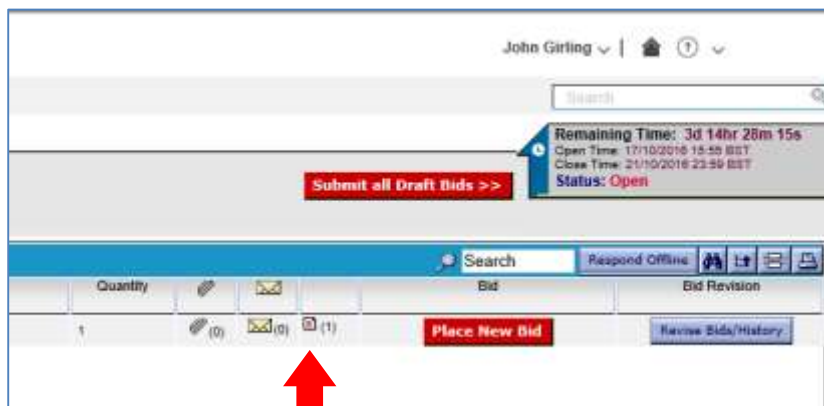 John Girling
Search
Remaining Time: 3d 14hr 28m 15s
Open Time: 17/10/2016 15:55 BST
Close Time: 21/10/2016 23:59 BST
Status: Open
Submit all Draft Bids >>
Search Respond Offline
Quantity Bid Bid Revision
1 (0) (0) (1) Place New Bid Revise Bids/History